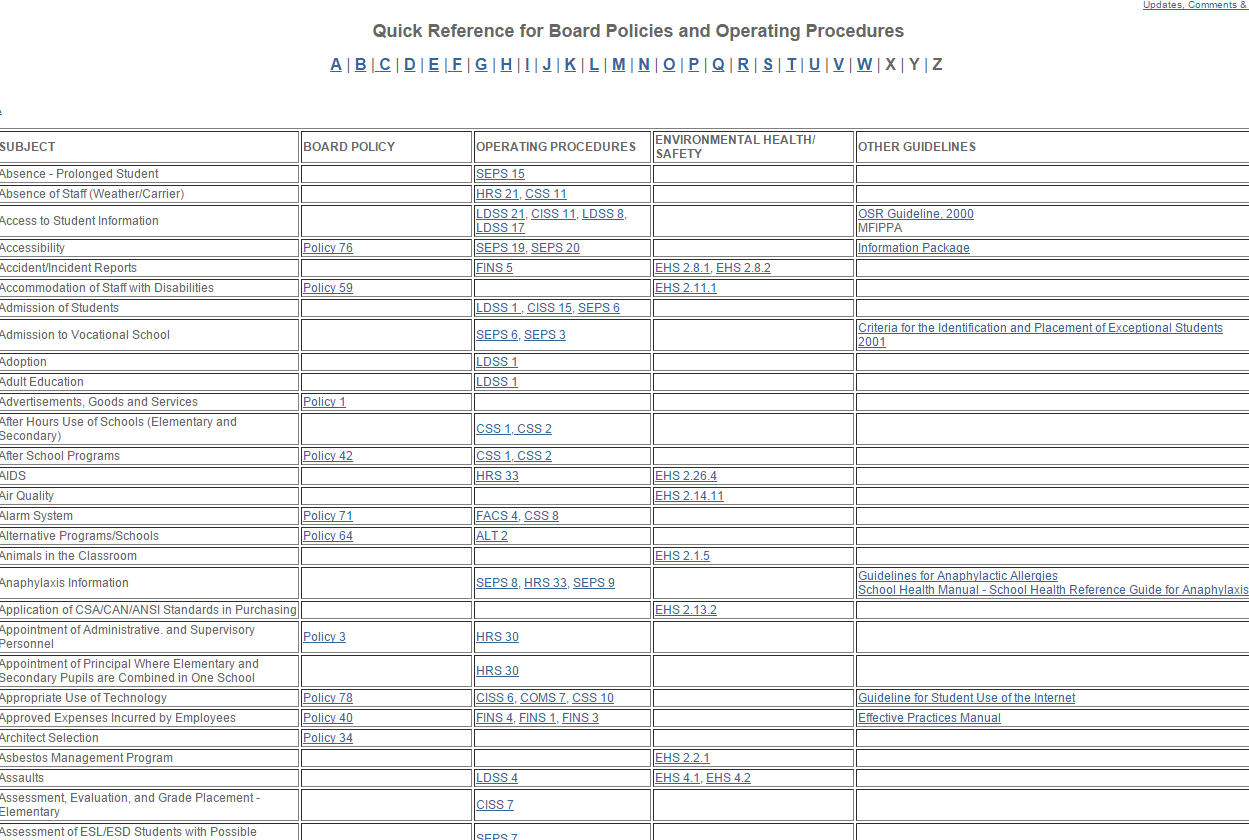 Updates, Comments &
Quick Reference for Board Policies and Operating Procedures
A | B | C | D | E | F | G | H | I | J | K | L | M | N | O | P | Q | R | S | T | U | V | W | X | Y | Z
SUBJECT BOARD POLICY OPERATING PROCEDURES ENVIRONMENTAL HEALTH/
SAFETY OTHER GUIDELINES
Absence - Prolonged Student SEPS 15
Absence of Staff (Weather/Carrier) HRS 21, CSS 11
Access to Student Information LDSS 21, CISS 11, LDSS 8,
LDSS 17 OSR Guideline, 2000
MFIPPA
Accessibility Policy 76 SEPS 19, SEPS 20 Information Package
Accident/Incident Reports FINS 5 EHS 2.8.1, EHS 2.8.2
Accommodation of Staff with Disabilities Policy 59 EHS 2.11.1
Admission of Students LDSS 1 , CISS 15, SEPS 6
Admission to Vocational School SEPS 6, SEPS 3 Criteria for the Identification and Placement of Exceptional Students
2001
Adoption LDSS 1
Adult Education LDSS 1
Advertisements, Goods and Services Policy 1
After Hours Use of Schools (Elementary and
Secondary) CSS 1, CSS 2
After School Programs Policy 42 CSS 1, CSS 2
AIDS HRS 33 EHS 2.26.4
Air Quality EHS 2.14.11
Alarm System Policy 71 FACS 4, CSS 8
Alternative Programs/Schools Policy 64 ALT 2
Animals in the Classroom EHS 2.1.5
Anaphylaxis Information SEPS 8, HRS 33, SEPS 9 Guidelines for Anaphylactic Allergies
School Health Manual - School Health Reference Guide for Anaphylaxis
Application of CSA/CAN/ANSI Standards in Purchasing EHS 2.13.2
Appointment of Administrative. and Supervisory
Personnel Policy 3 HRS 30
Appointment of Principal Where Elementary and
Secondary Pupils are Combined in One School HRS 30
Appropriate Use of Technology Policy 78 CISS 6, COMS 7, CSS 10 Guideline for Student Use of the Internet
Approved Expenses Incurred by Employees Policy 40 FINS 4, FINS 1, FINS 3 Effective Practices Manual
Architect Selection Policy 34
Asbestos Management Program EHS 2.2.1
Assaults LDSS 4 EHS 4.1, EHS 4.2
Assessment, Evaluation, and Grade Placement -
Elementary CISS 7
Assessment of ESL/ESD Students with Possible
SEPS 7